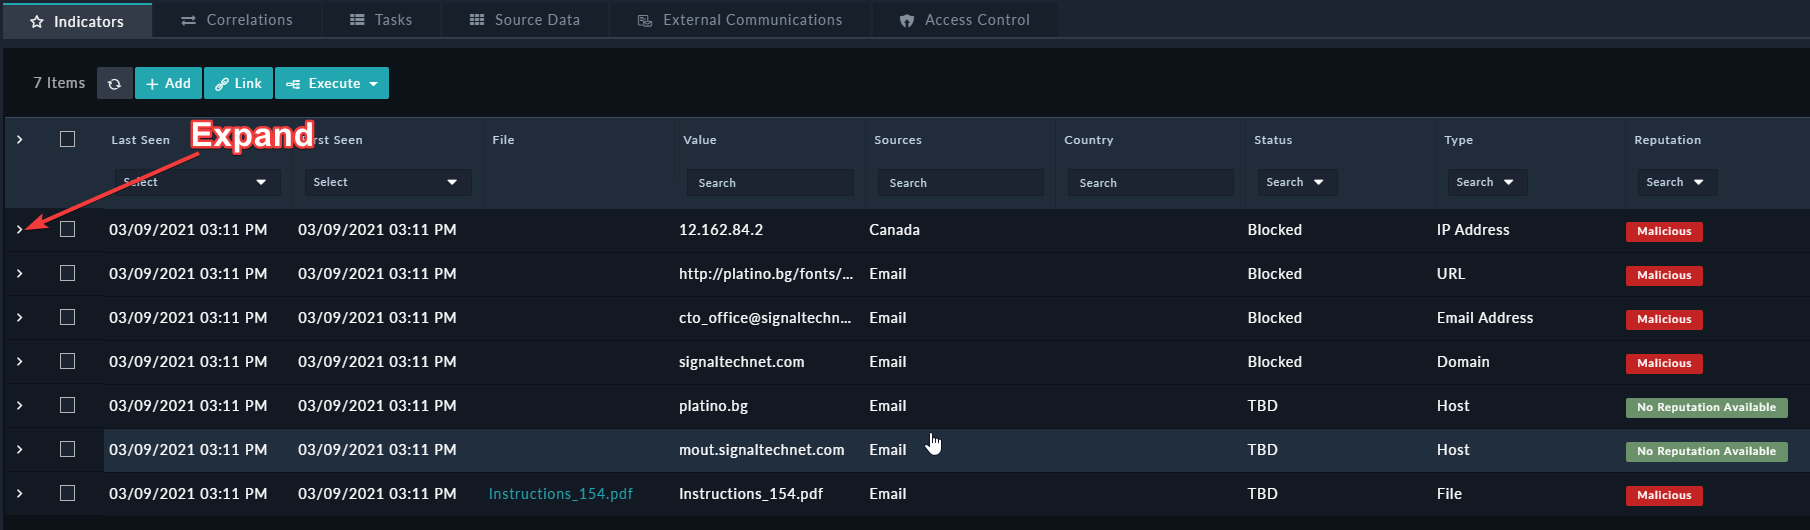 Indicators Correlations Tasks Source Data External Communications Access Control
7 Items Add Link Execute
Expand
Last Seen rst Seen File Value Sources Country Status Type Reputation
Select Select Search Search Search Search Search Search
03/09/2021 03:11 PM 03/09/2021 03:11 PM 12.162.84.2 Canada Blocked IP Address Malicious
03/09/2021 03:11 PM 03/09/2021 03:11 PM http://platino.bg/fonts/... Email Blocked URL Malicious
03/09/2021 03:11 PM 03/09/2021 03:11 PM cto_office@signaltechn... Email Blocked Email Address Malicious
03/09/2021 03:11 PM 03/09/2021 03:11 PM signaltechnet.com Email Blocked Domain Malicious
03/09/2021 03:11 PM 03/09/2021 03:11 PM platino.bg Email TBD Host No Reputation Available
03/09/2021 03:11 PM 03/09/2021 03:11 PM mout.signaltechnet.com Email TBD Host No Reputation Available
03/09/2021 03:11 PM 03/09/2021 03:11 PM Instructions_154.pdf Instructions_154.pdf Email TBD File Malicious